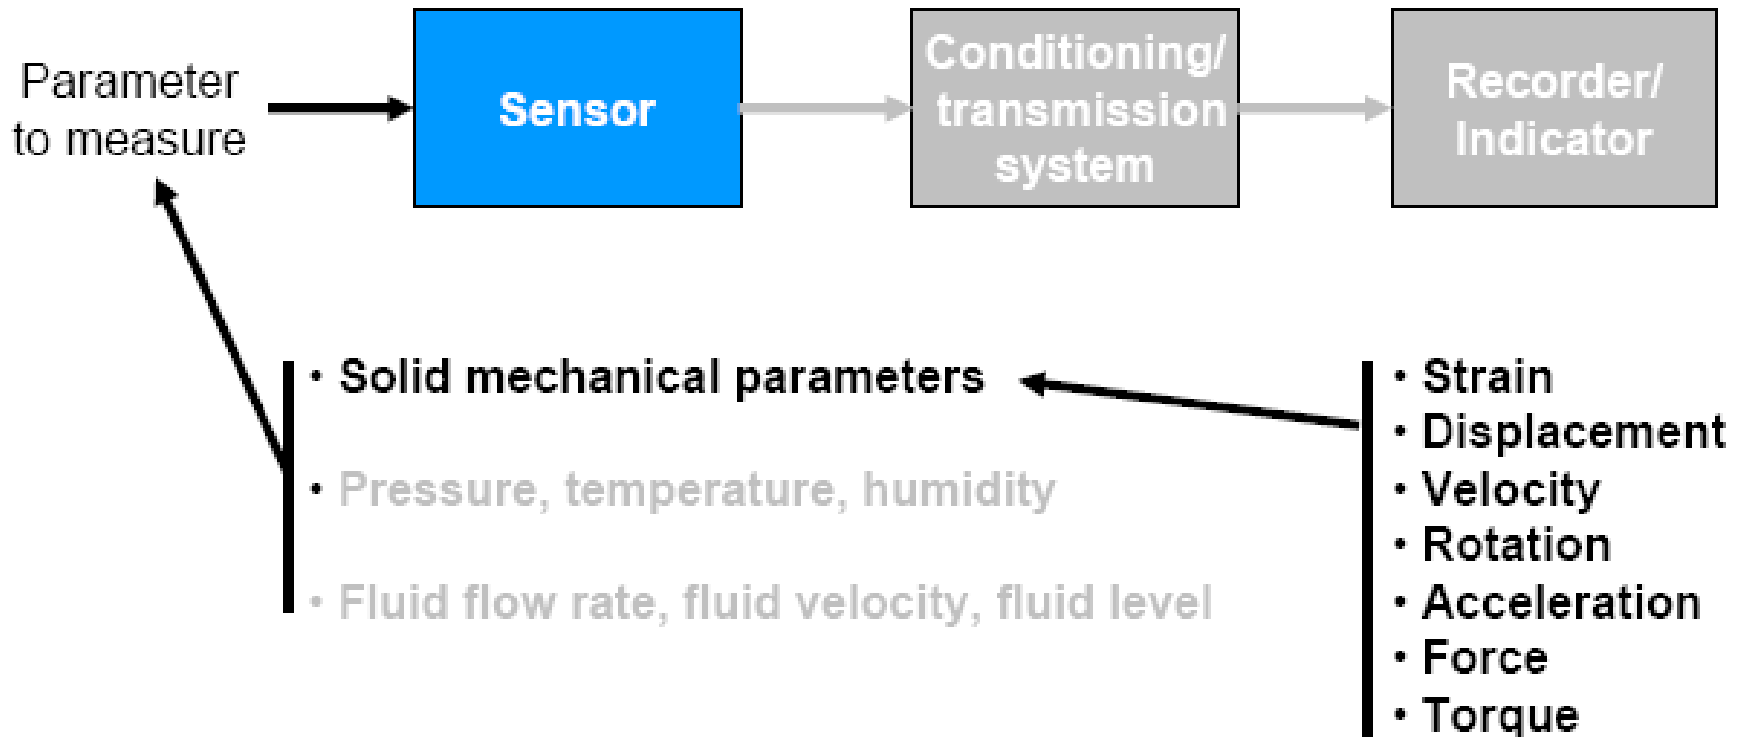 Parameter
to measure
Sensor
Conditioning/
transmission
system
Recorder/
Indicator
• Solid mechanical parameters
• Pressure, temperature, humidity
• Fluid flow rate, fluid velocity, fluid level
• Strain
• Displacement
• Velocity
• Rotation
• Acceleration
• Force
• Torque